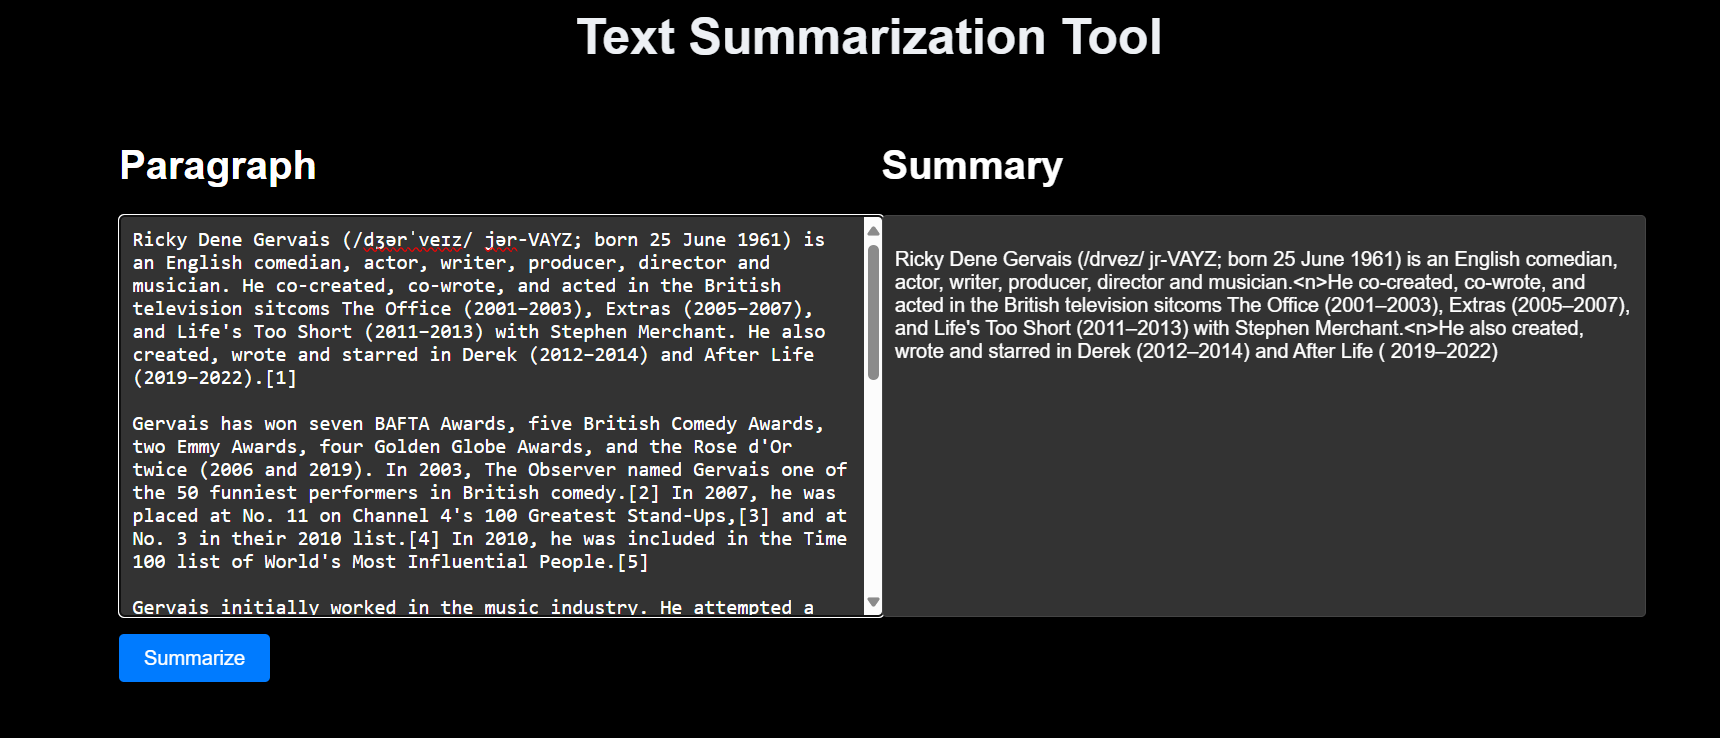 Text Summarization Tool
Paragraph
Ricky Dene Gervais (/dʒərˈveɪz/ jər-VAYZ; born 25 June 1961) is
an English comedian, actor, writer, producer, director and
musician. He co-created, co-wrote, and acted in the British
television sitcoms The Office (2001–2003), Extras (2005–2007),
and Life's Too Short (2011–2013) with Stephen Merchant. He also
created, wrote and starred in Derek (2012–2014) and After Life
(2019–2022).[1]
Gervais has won seven BAFTA Awards, five British Comedy Awards,
two Emmy Awards, four Golden Globe Awards, and the Rose d'Or
twice (2006 and 2019). In 2003, The Observer named Gervais one of
the 50 funniest performers in British comedy.[2] In 2007, he was
placed at No. 11 on Channel 4's 100 Greatest Stand-Ups,[3] and at
No. 3 in their 2010 list.[4] In 2010, he was included in the Time
100 list of World's Most Influential People.[5]
Gervais initially worked in the music industry. He attempted a
Summarize
Summary
Ricky Dene Gervais (/drvez/ jr-VAYZ; born 25 June 1961) is an English comedian,
actor, writer, producer, director and musician.<n>He co-created, co-wrote, and
acted in the British television sitcoms The Office (2001–2003), Extras (2005–2007),
and Life's Too Short (2011–2013) with Stephen Merchant.<n>He also created,
wrote and starred in Derek (2012–2014) and After Life ( 2019–2022)